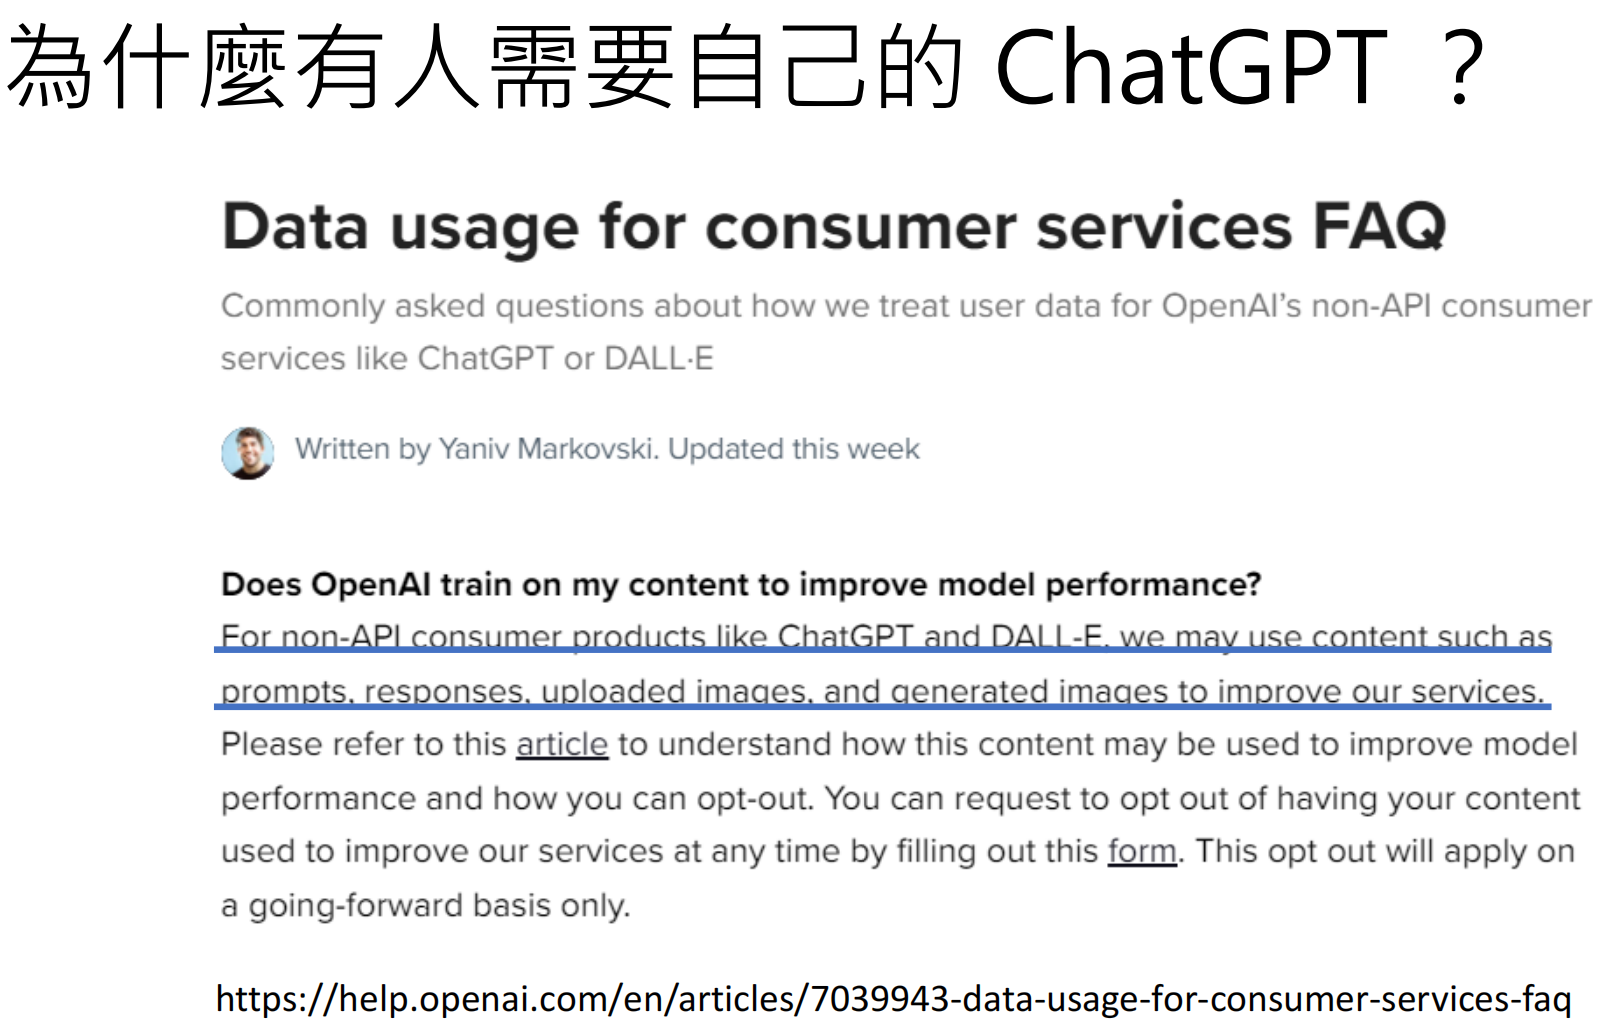 為什麼有人需要自己的 ChatGPT ？
Data usage for consumer services FAQ
Commonly asked questions about how we treat user data for OpenAI’s non-API consumer
services like ChatGPT or DALL·E
Written by Yaniv Markovski. Updated this week
Does OpenAI train on my content to improve model performance?
For non-API consumer products like ChatGPT and DALL-E, we may use content such as
prompts, responses, uploaded images, and generated images to improve our services.
Please refer to this article to understand how this content may be used to improve model
performance and how you can opt-out. You can request to opt out of having your content
used to improve our services at any time by filling out this form. This opt out will apply on
a going-forward basis only.
https://help.openai.com/en/articles/7039943-data-usage-for-consumer-services-faq